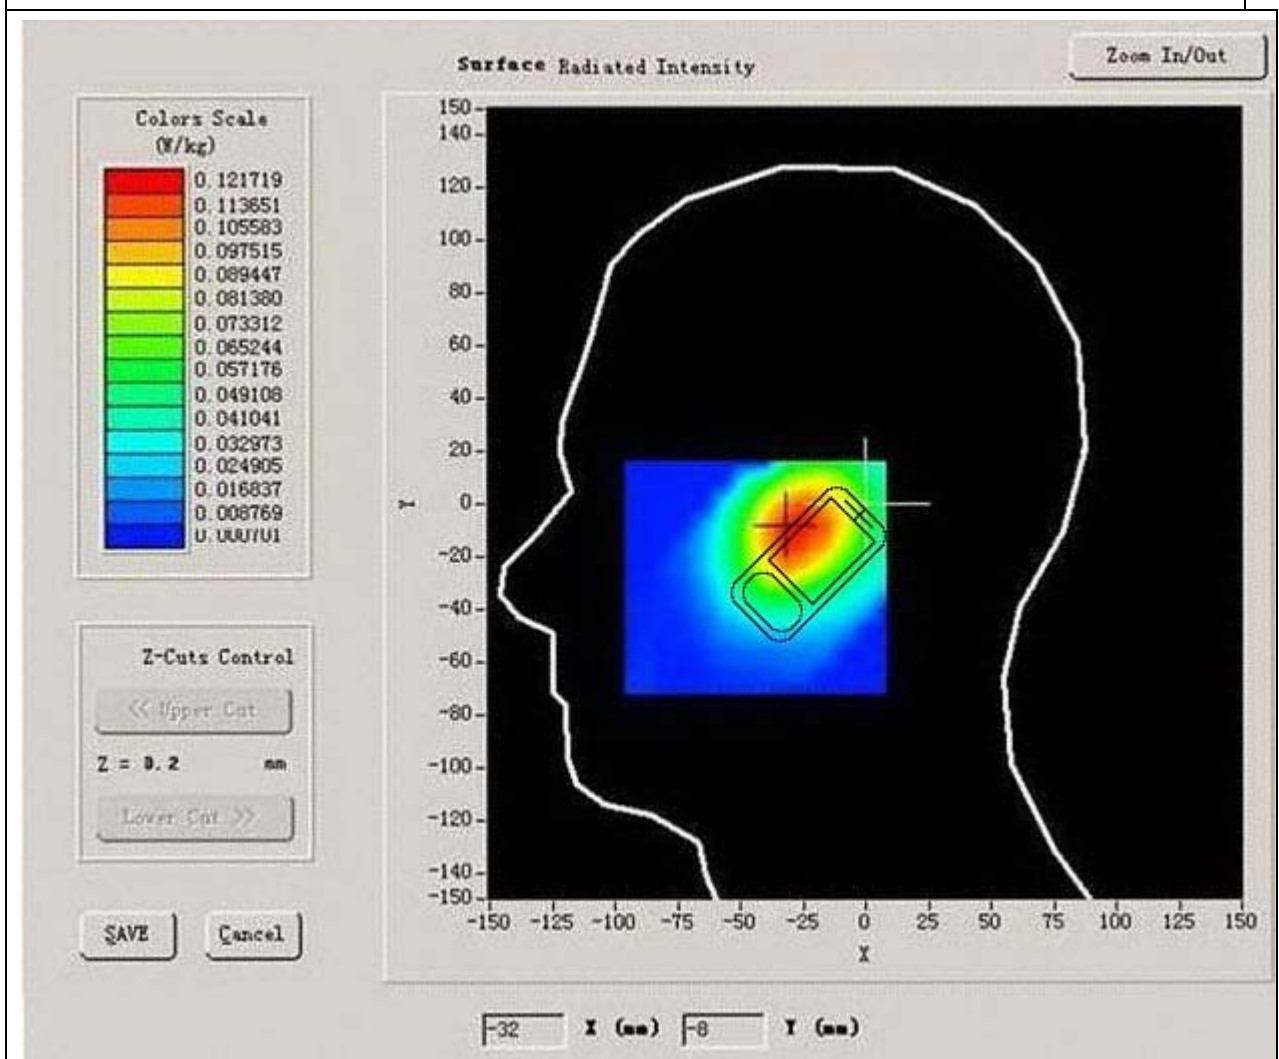 Surface Radiated Intensity
Zoom In/Out
Colors Scale
(W/kg)
0.121719
0.113651
0.105583
0.097515
0.089447
0.081380
0.073312
0.065244
0.057176
0.049108
0.041041
0.032973
0.024905
0.016837
0.008769
0.000701
Z-Cuts Control
<< Upper Cut
Z = 0.2 mm
Lower Cut >>
SAVE
Cancel
150
140
120
100
80
60
40
20
0
-20
-40
-60
-80
-100
-120
-140
-150
Y
-150 -125 -100 -75 -50 -25 0 25 50 75 100 125 150
X
-32 X (mm) -8 Y (mm)